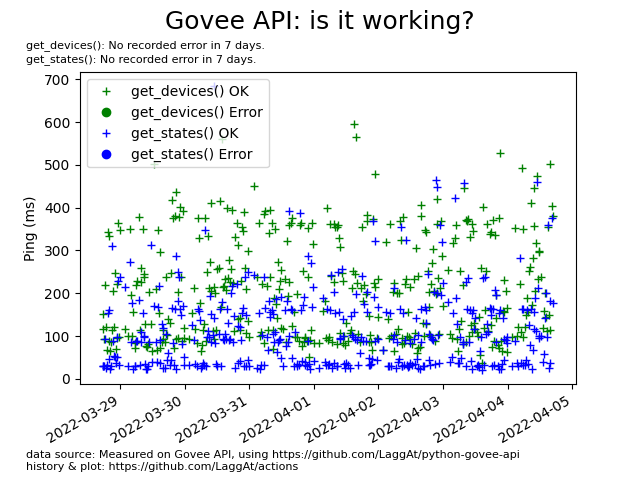 Govee API: is it working?
get_devices(): No recorded error in 7 days.
get_states(): No recorded error in 7 days.
700
600
500
400
300
200
100
0
Ping (ms)
get_devices() OK
get_devices() Error
get_states() OK
get_states() Error
2022-03-29
2022-03-30
2022-03-31
2022-04-01
2022-04-02
2022-04-03
2022-04-04
2022-04-05
data source: Measured on Govee API, using https://github.com/LaggAt/python-govee-api
history & plot: https://github.com/LaggAt/actions